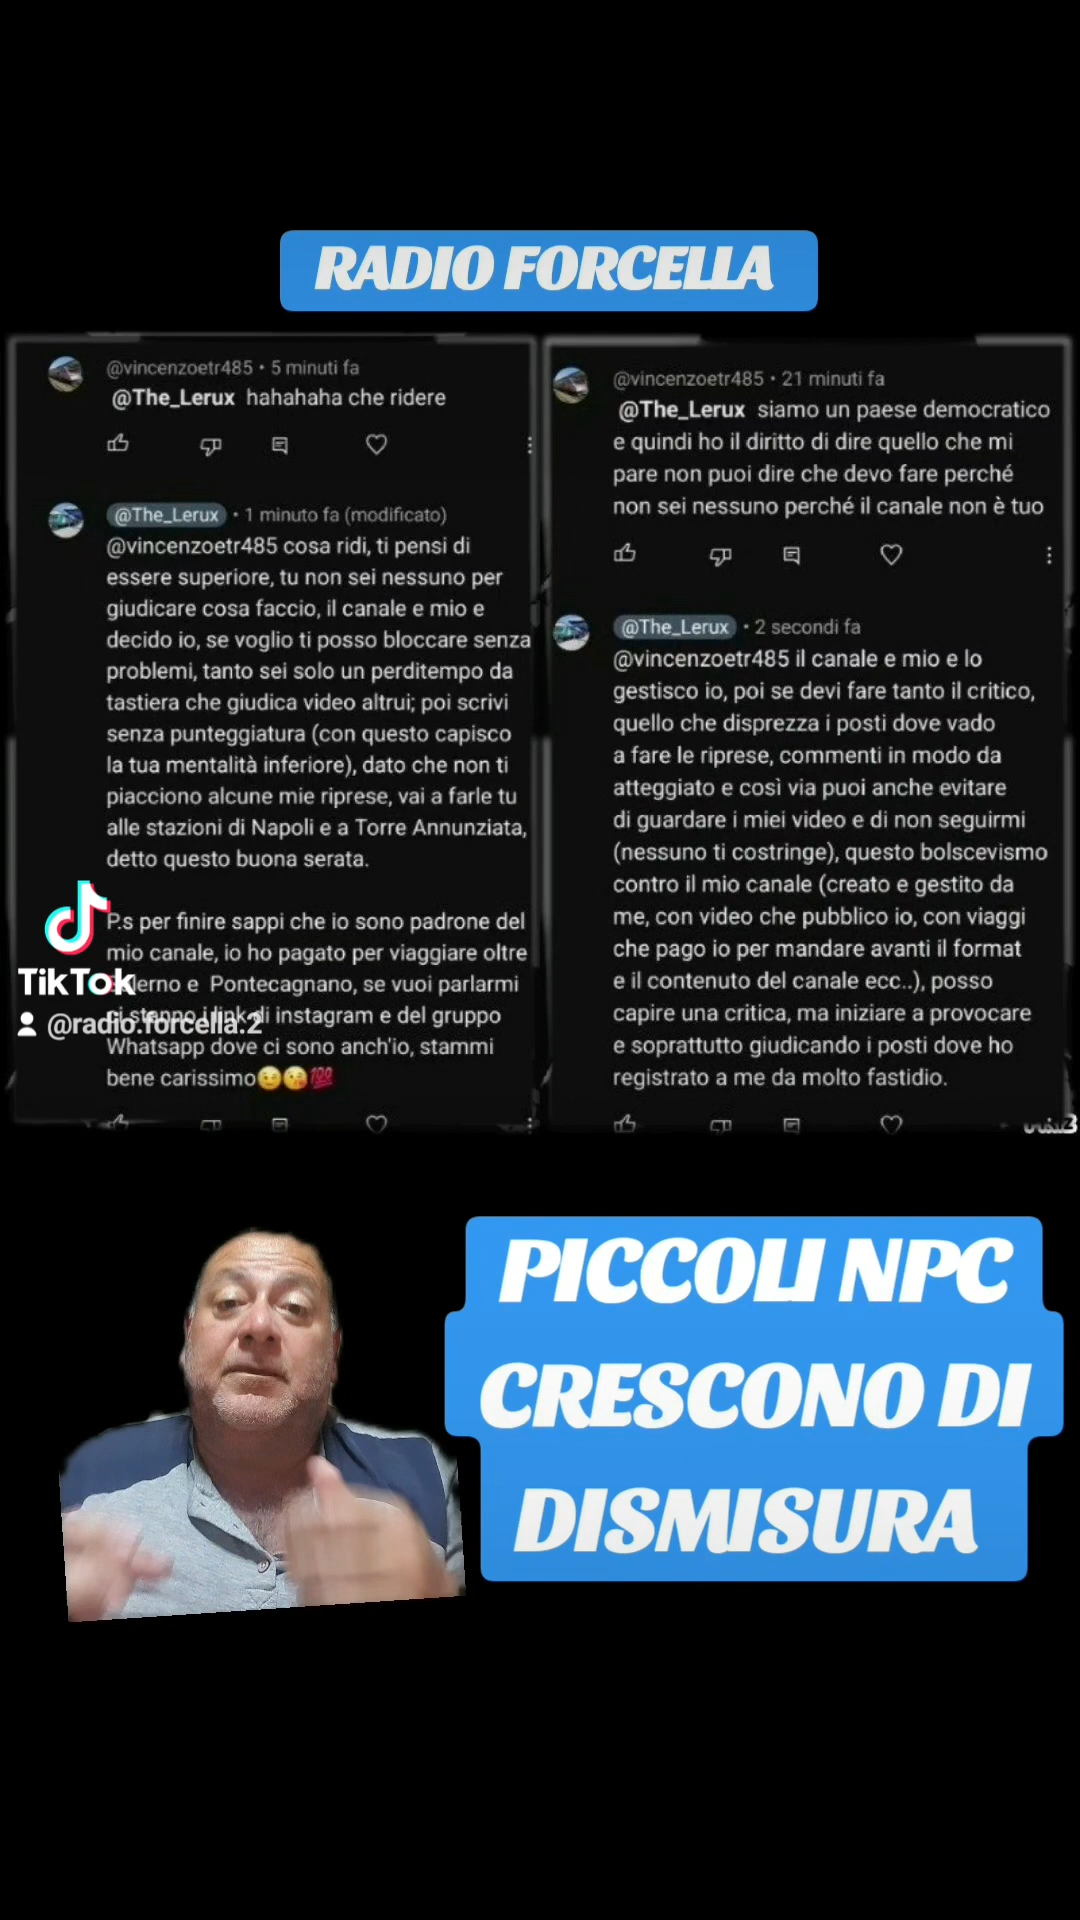 RADIO FORCELLA
@vincenzoetr485 • 5 minuti fa
@The_Lerux hahahaha che ridere
@The_Lerux • 1 minuto fa (modificato)
@vincenzoetr485 cosa ridi, ti pensi di
essere superiore, tu non sei nessuno per
giudicare cosa faccio, il canale e mio e
decido io, se voglio ti posso bloccare senza
problemi, tanto sei solo un perditempo da
tastiera che giudica video altrui; poi scrivi
senza punteggiatura (con questo capisco
la tua mentalità inferiore), dato che non ti
piacciono alcune mie riprese, vai a farle tu
alle stazioni di Napoli e a Torre Annunziata,
detto questo buona serata.
P.s per finire sappi che io sono padrone del
mio canale, io ho pagato per viaggiare oltre
e Pontecagnano, se vuoi parlarmi
i link di instagram e del gruppo
Whatsapp dove ci sono anch'io, stammi
bene carissimo😉😘💯
TikTok
@radio.forcella.2
@vincenzoetr485 • 21 minuti fa
@The_Lerux siamo un paese democratico
e quindi ho il diritto di dire quello che mi
pare non puoi dire che devo fare perché
non sei nessuno perché il canale non è tuo
@The_Lerux • 2 secondi fa
@vincenzoetr485 il canale e mio e lo
gestisco io, poi se devi fare tanto il critico,
quello che disprezza i posti dove vado
a fare le riprese, commenti in modo da
atteggiato e così via puoi anche evitare
di guardare i miei video e di non seguirmi
(nessuno ti costringe), questo bolscevismo
contro il mio canale (creato e gestito da
me, con video che pubblico io, con viaggi
che pago io per mandare avanti il format
e il contenuto del canale ecc..), posso
capire una critica, ma iniziare a provocare
e soprattutto giudicando i posti dove ho
registrato a me da molto fastidio.
PICCOLI NPC
CRESCONO DI
DISMISURA